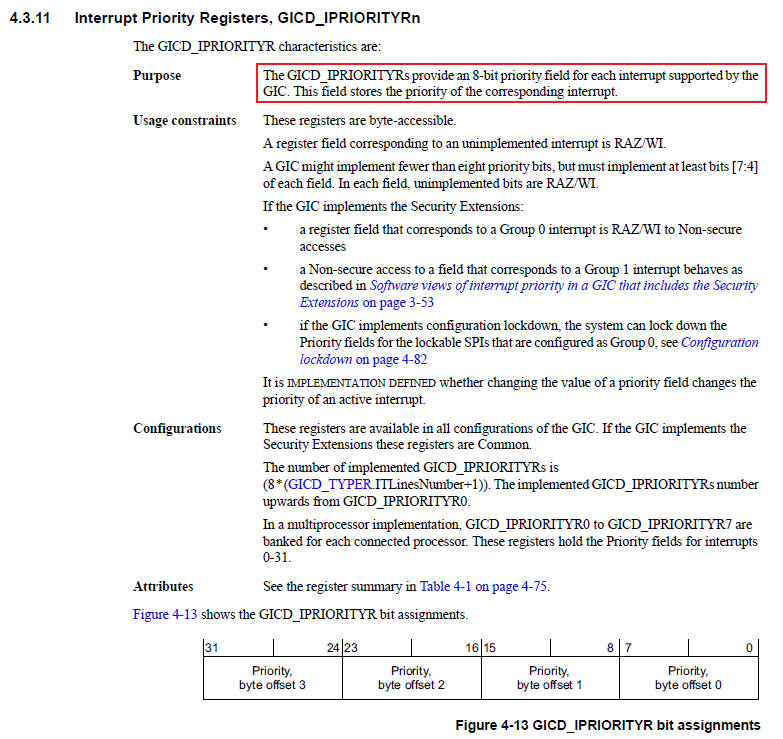 4.3.11 Interrupt Priority Registers, GICD_IPRIORITYRn
The GICD_IPRIORITYR characteristics are:
Purpose The GICD_IPRIORITYRs provide an 8-bit priority field for each interrupt supported by the
GIC. This field stores the priority of the corresponding interrupt.
Usage constraints These registers are byte-accessible.
A register field corresponding to an unimplemented interrupt is RAZ/WI.
A GIC might implement fewer than eight priority bits, but must implement at least bits [7:4]
of each field. In each field, unimplemented bits are RAZ/WI.
If the GIC implements the Security Extensions:
• a register field that corresponds to a Group 0 interrupt is RAZ/WI to Non-secure
accesses
• a Non-secure access to a field that corresponds to a Group 1 interrupt behaves as
described in Software views of interrupt priority in a GIC that includes the Security
Extensions on page 3-53
• if the GIC implements configuration lockdown, the system can lock down the
Priority fields for the lockable SPIs that are configured as Group 0, see Configuration
lockdown on page 4-82
It is IMPLEMENTATION DEFINED whether changing the value of a priority field changes the
priority of an active interrupt.
Configurations These registers are available in all configurations of the GIC. If the GIC implements the
Security Extensions these registers are Common.
The number of implemented GICD_IPRIORITYRs is
(8*(GICD_TYPER.ITLinesNumber+1)). The implemented GICD_IPRIORITYRs number
upwards from GICD_IPRIORITYR0.
In a multiprocessor implementation, GICD_IPRIORITYR0 to GICD_IPRIORITYR7 are
banked for each connected processor. These registers hold the Priority fields for interrupts
0-31.
Attributes See the register summary in Table 4-1 on page 4-75.
Figure 4-13 shows the GICD_IPRIORITYR bit assignments.
31 24 23 16 15 8 7 0
Priority, Priority, Priority, Priority,
byte offset 3 byte offset 2 byte offset 1 byte offset 0
Figure 4-13 GICD_IPRIORITYR bit assignments